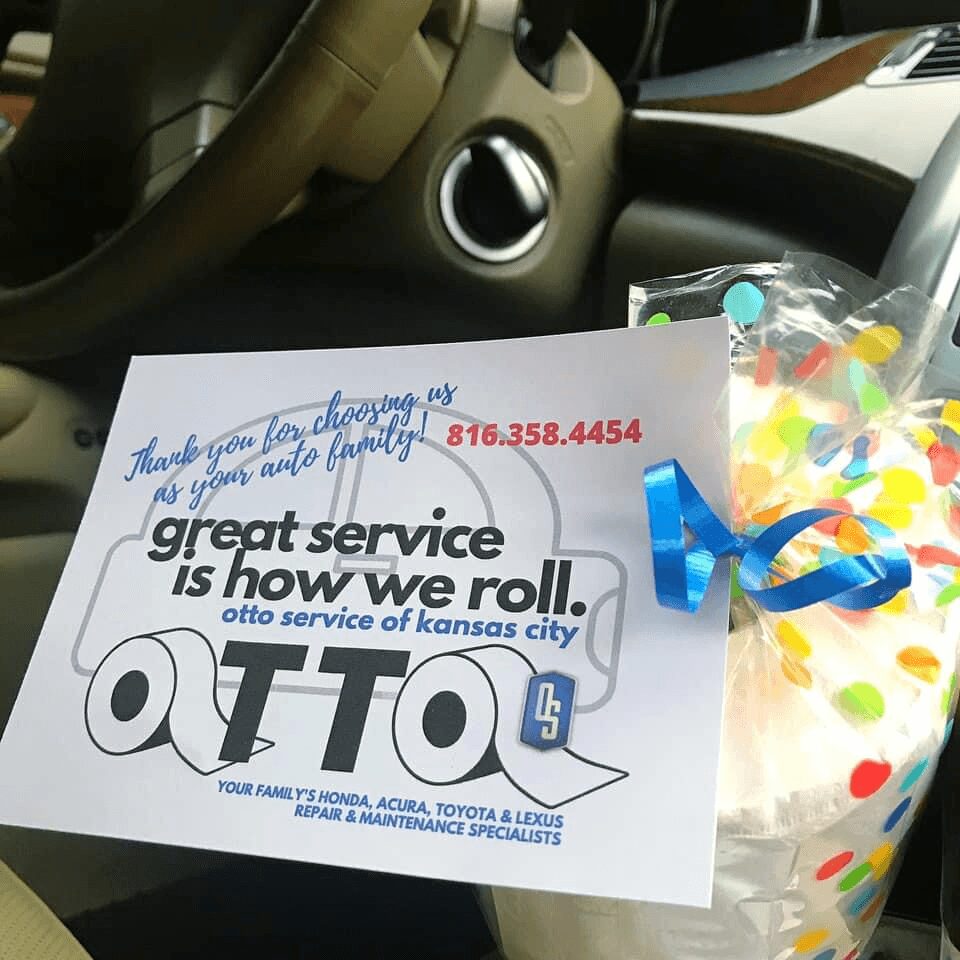 Thank you for choosing us
as your auto family!
816.358.4454
great service
is how we roll.
otto service of kansas city
OTTO
OS
YOUR FAMILY'S HONDA, ACURA, TOYOTA & LEXUS
REPAIR & MAINTENANCE SPECIALISTS